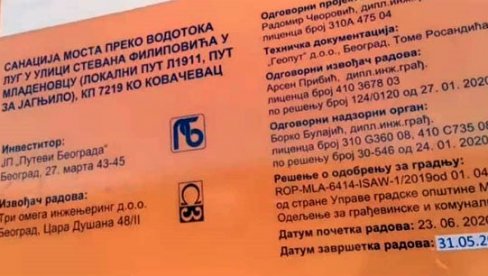 САНАЦИЈА МОСТА ПРЕКО ВОДОТОКА
ЛУГ У УЛИЦИ СТЕВАНА ФИЛИПОВИЋА У
МЛАДЕНОВЦУ (ЛОКАЛНИ ПУТ Л1911, ПУТ
ЗА ЈАГЊИЛО), КП 7219 КО КОВАЧЕВАЦ
Инвеститор:
ЈП „Путеви Београда"
Београд, 27. марта 43-45
Извођач радова:
Три омега инжењеринг д.о.о.
Београд, Цара Душана 48/II
Одговорни
Радомир Чворовић, дипл.инж.
лиценца број 310А 475 04
Техничка документација:
„Геопут" д.о.о., Београд, Томе Росандића
Одговорни извођач радова:
Арсен Прибић, дипл.инж.грађ.
лиценца број 410 3678 03
по решењу број 124/0120 од 27. 01. 2020
Одговорни надзорни орган:
Борко Булајић, дипл.инж.грађ.
лиценца број 310 G360 08, 410 C735 08
по решењу број 30-546 од 24. 01. 2020
Решење о одобрењу за градњу:
ROP-MLA-6414-ISAW-1/2019od 01. 04
од стране Управе градске општине М
Одељење за грађевинске и комунал
Датум почетка радова: 23. 06. 202
Датум завршетка радова: 31.05.2